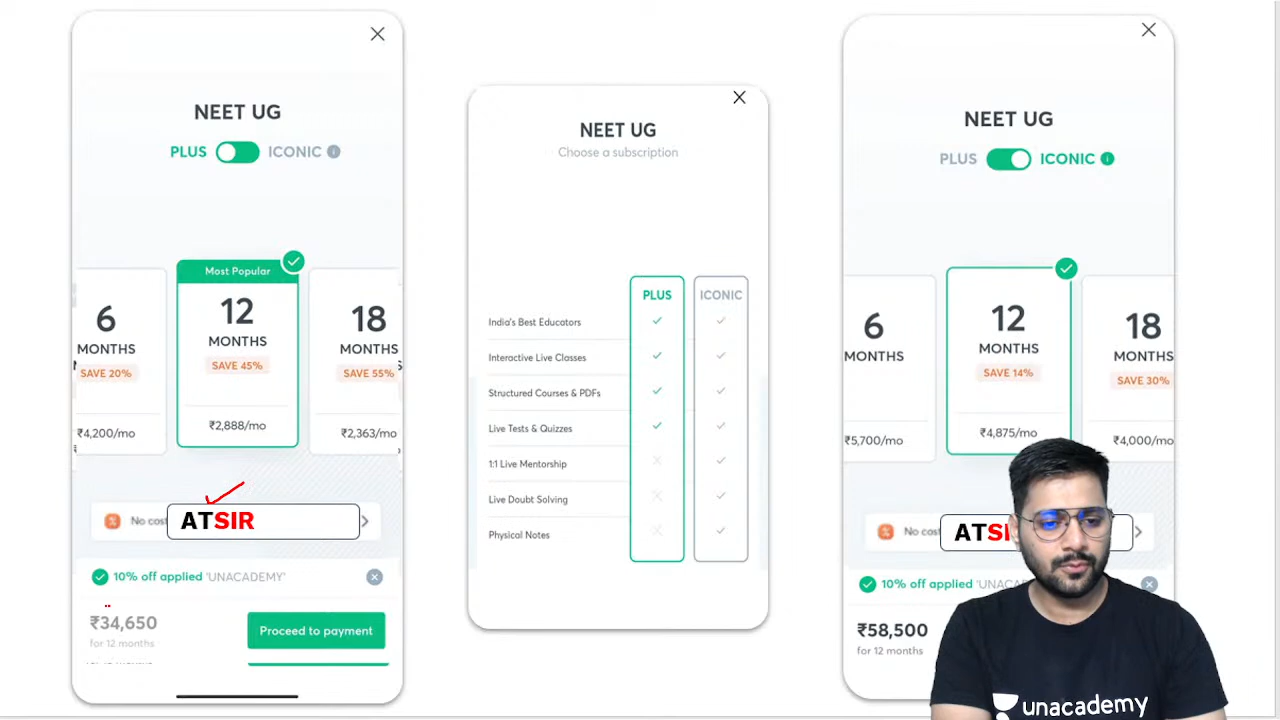 NEET UG
PLUS ICONIC
6
MONTHS
SAVE 20%
₹4,200/mo
Most Popular
12
MONTHS
SAVE 45%
₹2,888/mo
18
MONTHS
SAVE 55%
₹2,363/mo
No cost
ATSIR
10% off applied 'UNACADEMY'
₹34,650
for 12 months
Proceed to payment
NEET UG
Choose a subscription
PLUS ICONIC
India's Best Educators
Interactive Live Classes
Structured Courses & PDFs
Live Tests & Quizzes
1:1 Live Mentorship
Live Doubt Solving
Physical Notes
NEET UG
PLUS ICONIC
6
MONTHS
₹5,700/mo
12
MONTHS
SAVE 14%
₹4,875/mo
18
MONTHS
SAVE 30%
₹4,000/mo
No cost
ATSI
10% off applied 'UNACA
₹58,500
for 12 months
unacademy